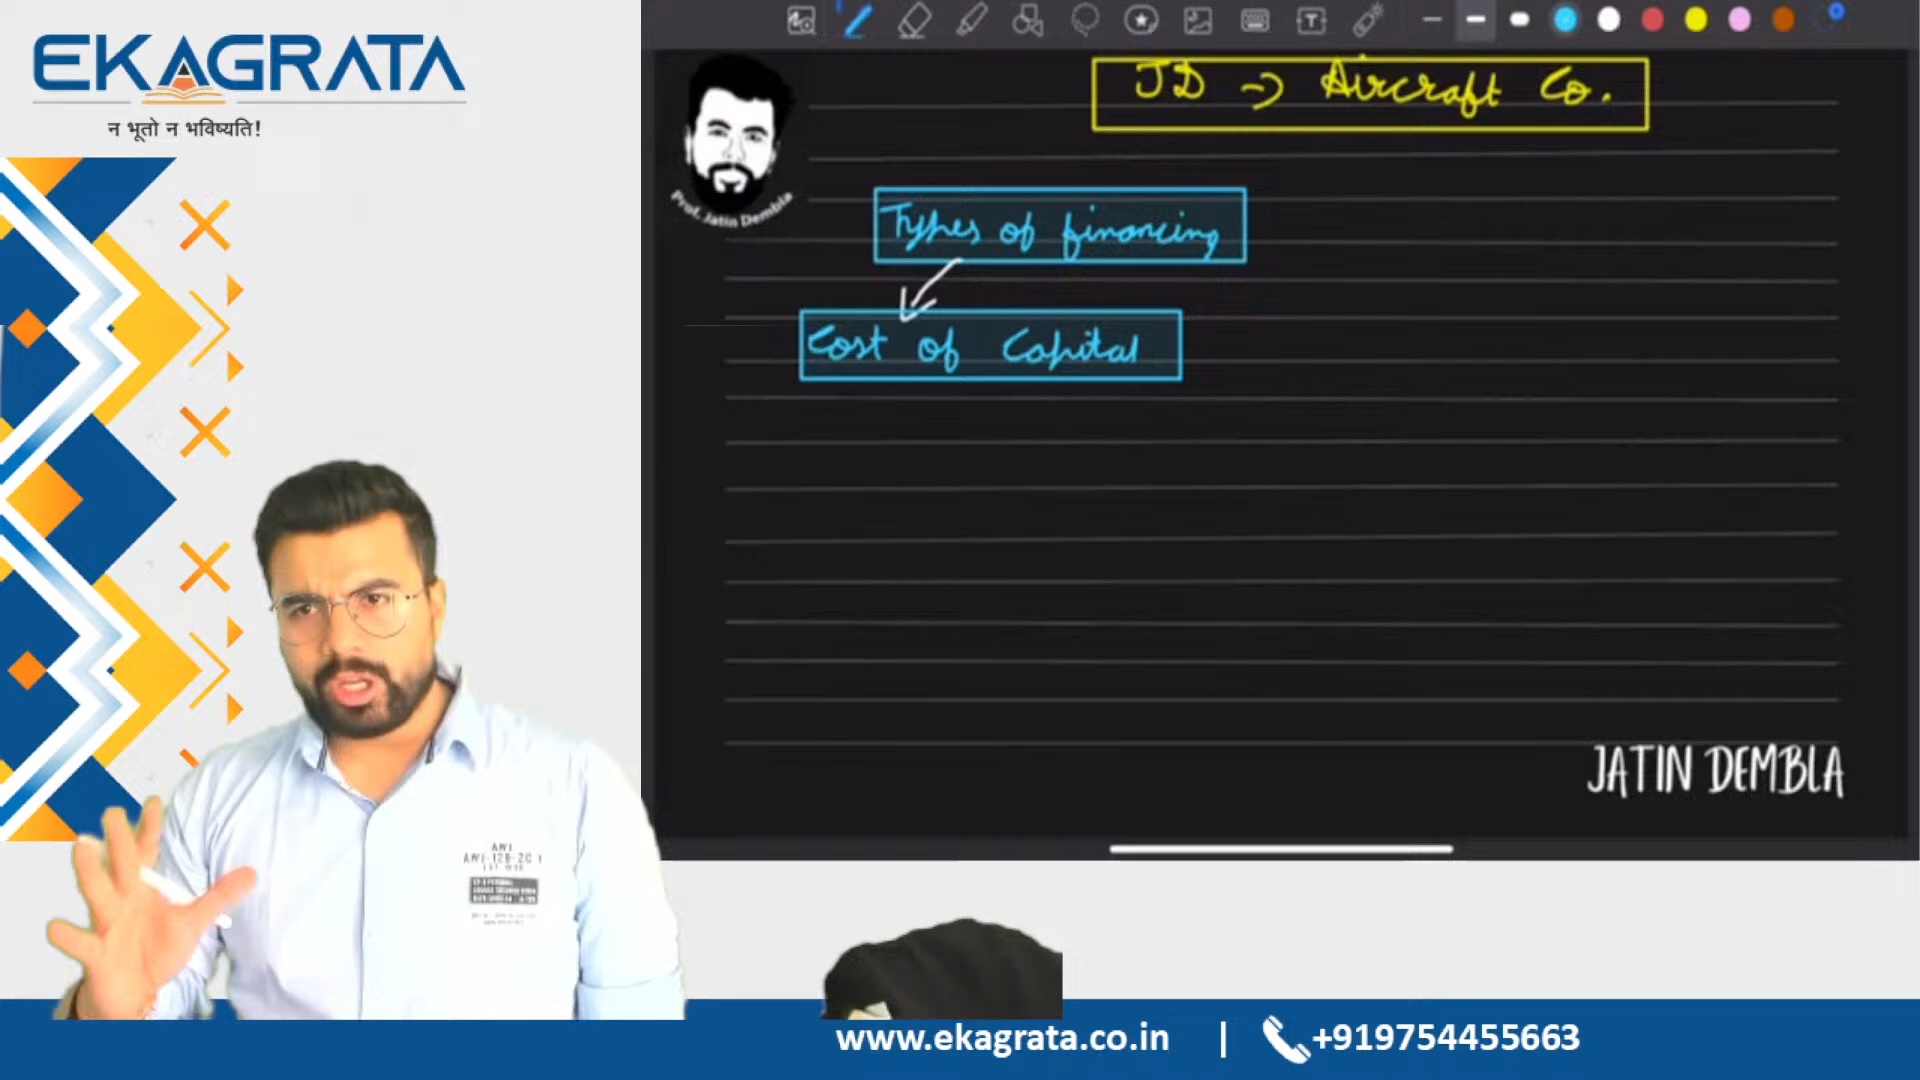 EKAGRATA
न भूतो न भविष्यति!
JD → Aircraft Co.
Prof. Jatin Dembla
Types of financing
Cost of Capital
JATIN DEMBLA
AWJ
www.ekagrata.co.in | +919754455663